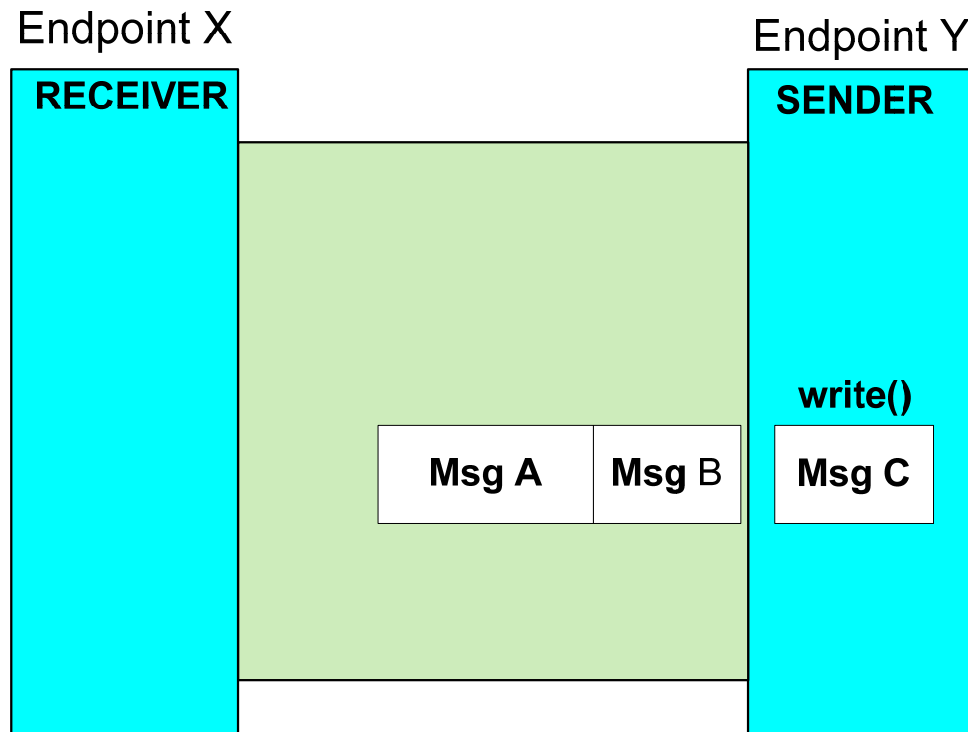 Endpoint X
Endpoint Y
RECEIVER
SENDER
write()
Msg A
Msg B
Msg C